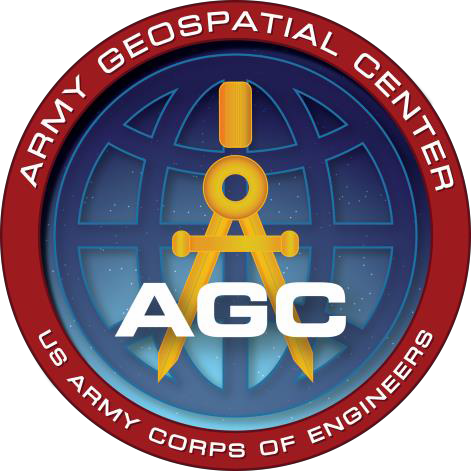 ARMY GEOSPATIAL CENTER
AGC
US ARMY CORPS OF ENGINEERS